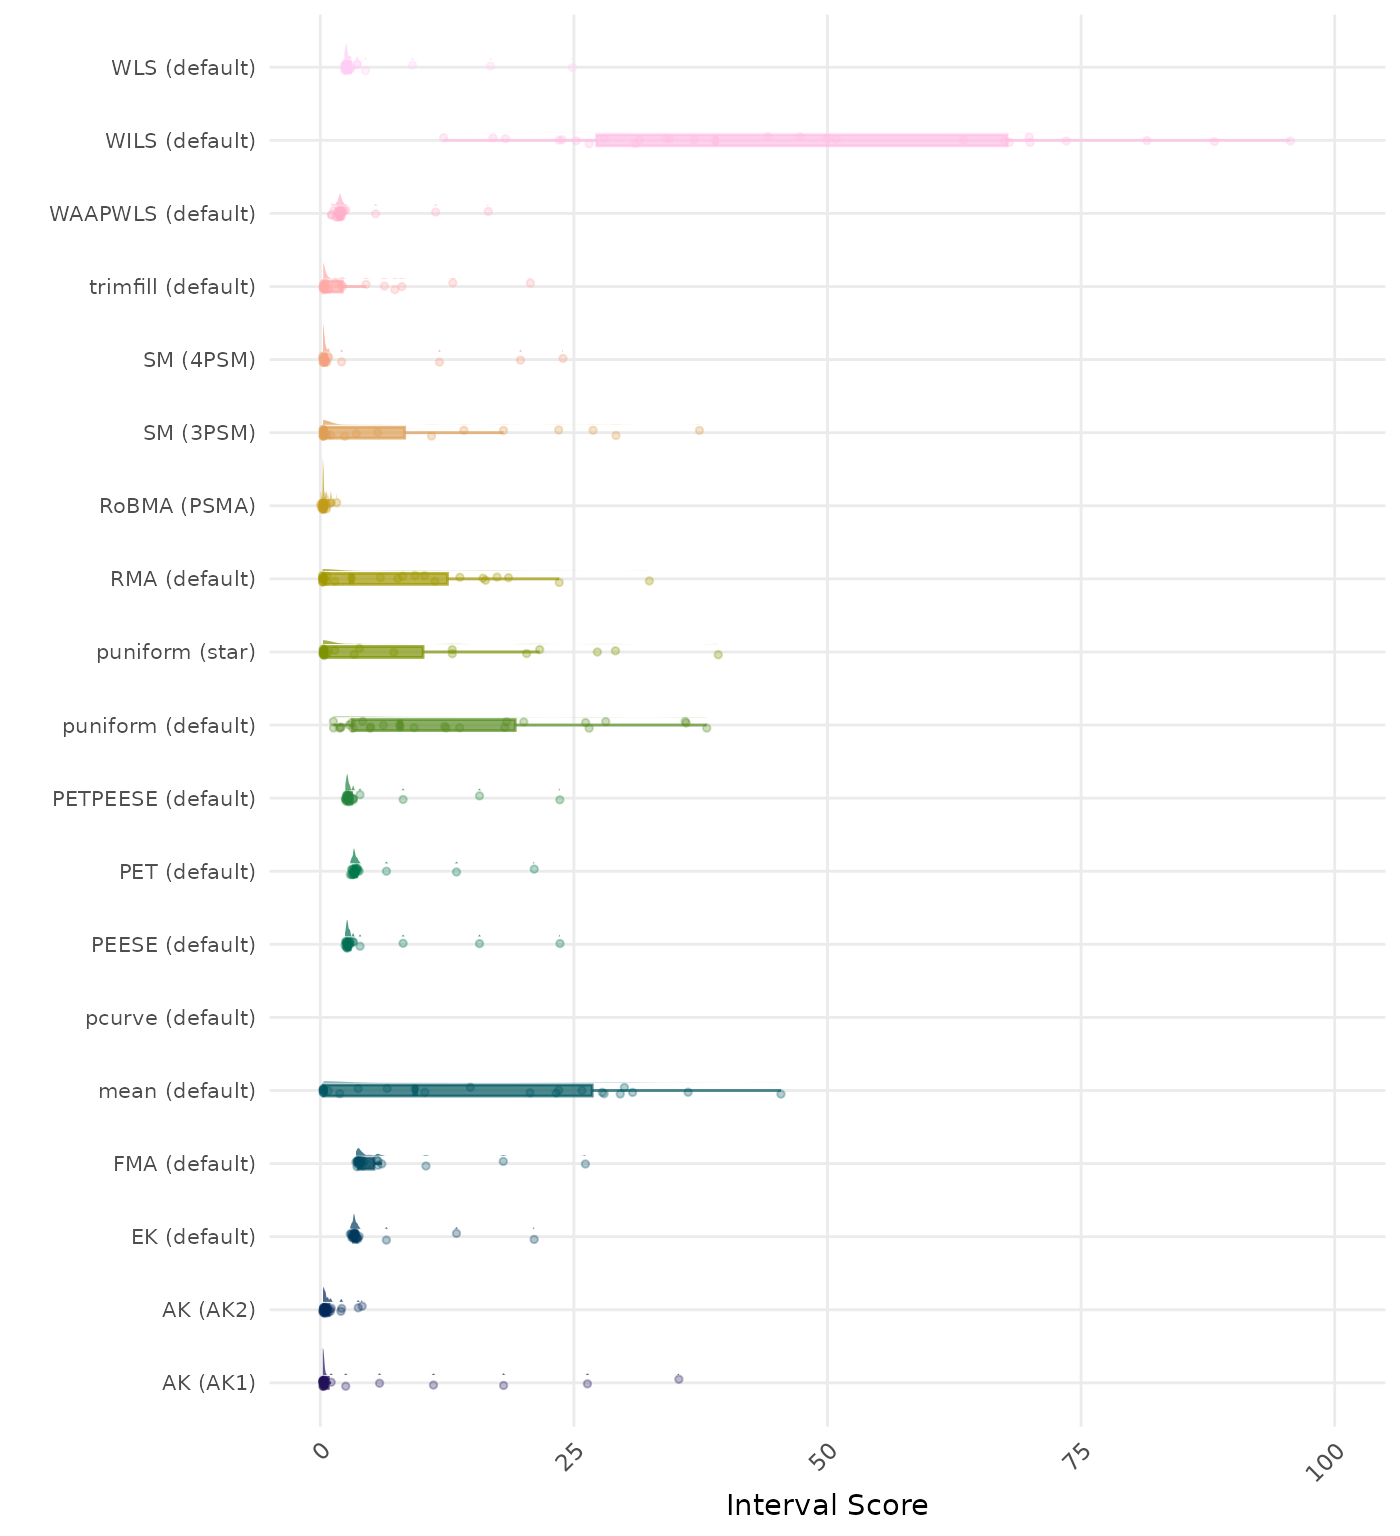 WLS (default)
WILS (default)
WAAPWLS (default)
trimfill (default)
SM (4PSM)
SM (3PSM)
RoBMA (PSMA)
RMA (default)
puniform (star)
puniform (default)
PETPEESE (default)
PET (default)
PEESE (default)
pcurve (default)
mean (default)
FMA (default)
EK (default)
AK (AK2)
AK (AK1)
0 25 50 75 100
Interval Score